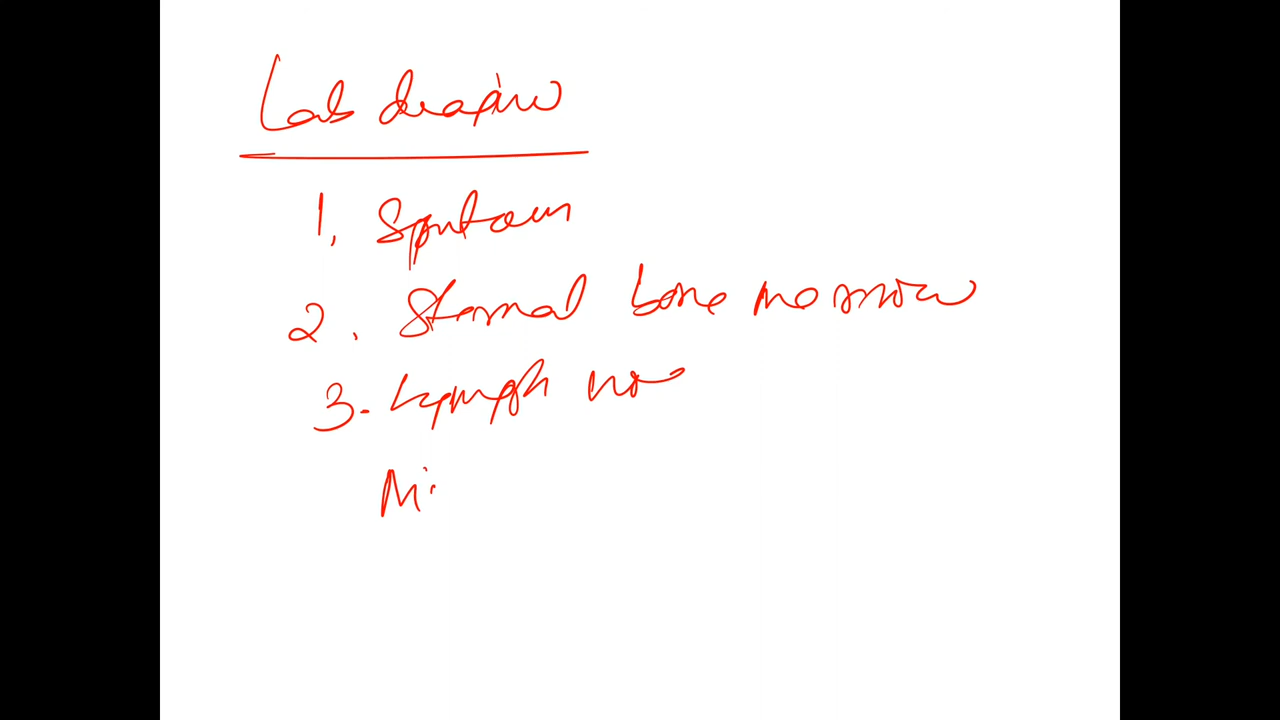 Lab diagnosis
1. Sputum
2. Sternal bone marrow
3. Lymph no
Mi